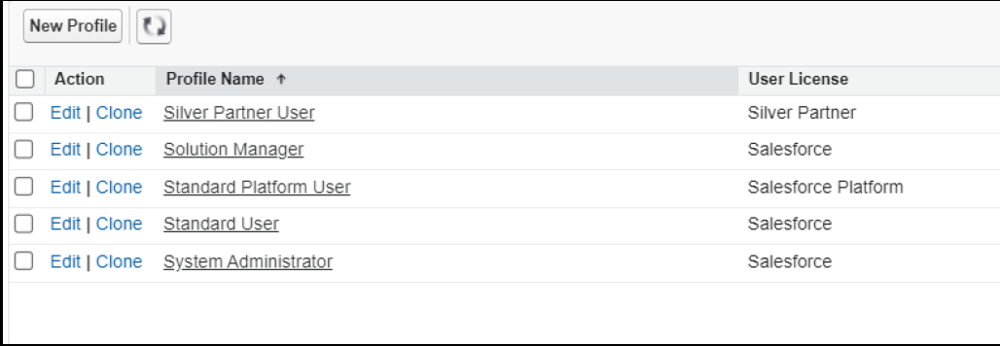 New Profile
Action Profile Name ↑ User License
Edit | Clone Silver Partner User Silver Partner
Edit | Clone Solution Manager Salesforce
Edit | Clone Standard Platform User Salesforce Platform
Edit | Clone Standard User Salesforce
Edit | Clone System Administrator Salesforce